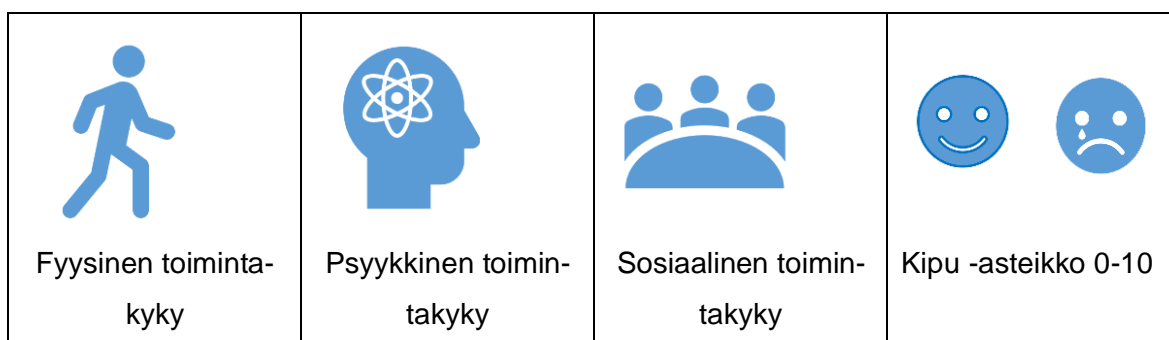 Fyysinen toiminta-
kyky
Psyykkinen toimin-
takyky
Sosiaalinen toimin-
takyky
Kipu -asteikko 0-10